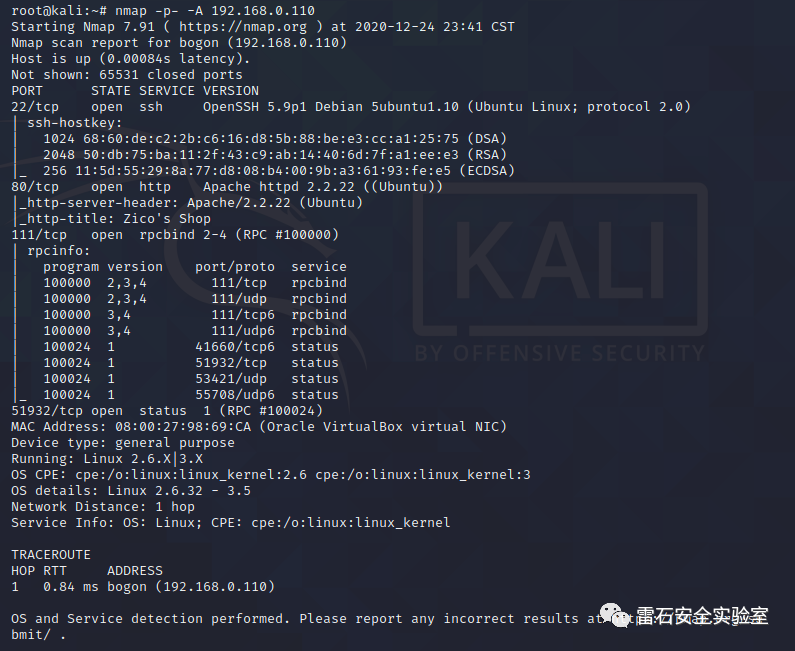 root@kali:~# nmap -p- -A 192.168.0.110
Starting Nmap 7.91 ( https://nmap.org ) at 2020-12-24 23:41 CST
Nmap scan report for bogon (192.168.0.110)
Host is up (0.00084s latency).
Not shown: 65531 closed ports
PORT      STATE SERVICE VERSION
22/tcp    open  ssh     OpenSSH 5.9p1 Debian 5ubuntu1.10 (Ubuntu Linux; protocol 2.0)
| ssh-hostkey:
|   1024 68:60:de:c2:2b:c6:16:d8:5b:88:be:e3:cc:a1:25:75 (DSA)
|   2048 50:db:75:ba:11:2f:43:c9:ab:14:40:6d:7f:a1:ee:e3 (RSA)
|_  256 11:5d:55:29:8a:77:d8:08:b4:00:9b:a3:61:93:fe:e5 (ECDSA)
80/tcp    open  http    Apache httpd 2.2.22 ((Ubuntu))
|_http-server-header: Apache/2.2.22 (Ubuntu)
|_http-title: Zico's Shop
111/tcp   open  rpcbind 2-4 (RPC #100000)
| rpcinfo:
|   program version    port/proto  service
|   100000  2,3,4        111/tcp   rpcbind
|   100000  2,3,4        111/udp   rpcbind
|   100000  3,4          111/tcp6  rpcbind
|   100000  3,4          111/udp6  rpcbind
|   100024  1          41660/tcp6  status
|   100024  1          51932/tcp   status
|   100024  1          53421/udp   status
|_  100024  1          55708/udp6  status
51932/tcp open  status  1 (RPC #100024)
MAC Address: 08:00:27:98:69:CA (Oracle VirtualBox virtual NIC)
Device type: general purpose
Running: Linux 2.6.X|3.X
OS CPE: cpe:/o:linux:linux_kernel:2.6 cpe:/o:linux:linux_kernel:3
OS details: Linux 2.6.32 - 3.5
Network Distance: 1 hop
Service Info: OS: Linux; CPE: cpe:/o:linux:linux_kernel
KALI
BY OFFENSIVE SECURITY
TRACEROUTE
HOP RTT     ADDRESS
1   0.84 ms bogon (192.168.0.110)
OS and Service detection performed. Please report any incorrect results at
bmit/ .
雷石安全实验室